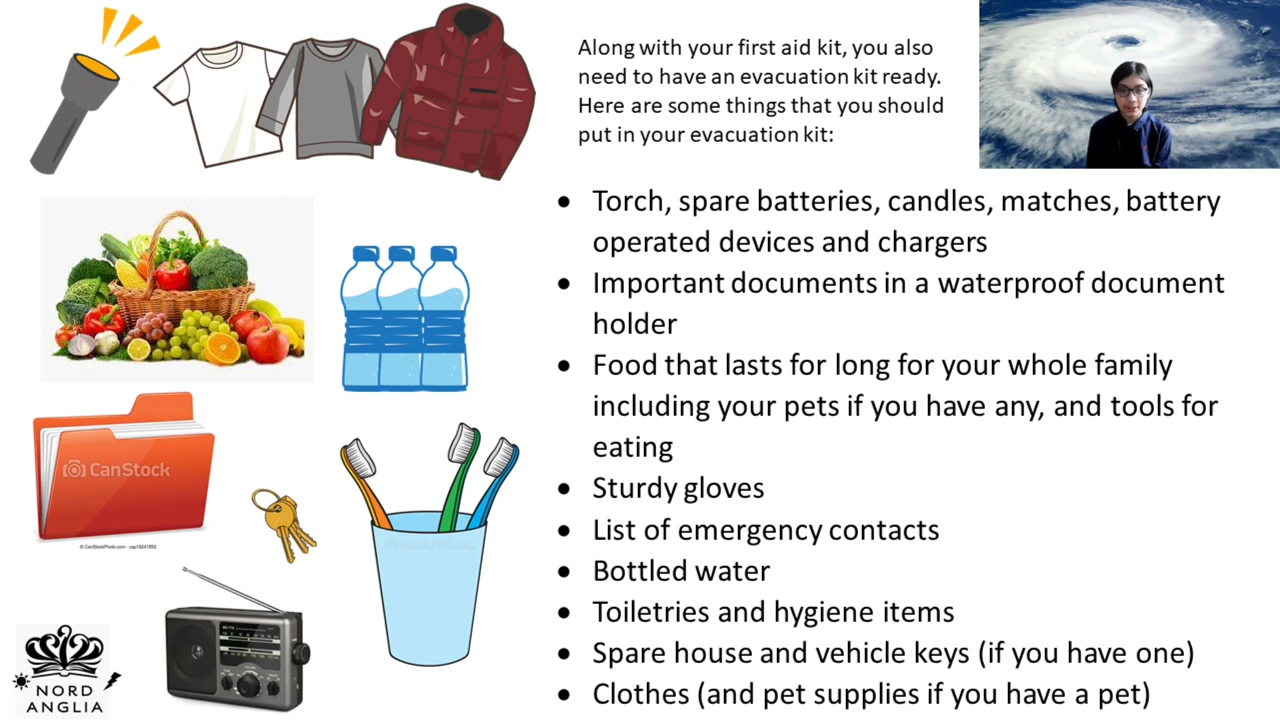 Along with your first aid kit, you also
need to have an evacuation kit ready.
Here are some things that you should
put in your evacuation kit:
• Torch, spare batteries, candles, matches, battery
operated devices and chargers
• Important documents in a waterproof document
holder
• Food that lasts for long for your whole family
including your pets if you have any, and tools for
eating
• Sturdy gloves
• List of emergency contacts
• Bottled water
• Toiletries and hygiene items
• Spare house and vehicle keys (if you have one)
• Clothes (and pet supplies if you have a pet)
CanStock
NORD
ANGLIA